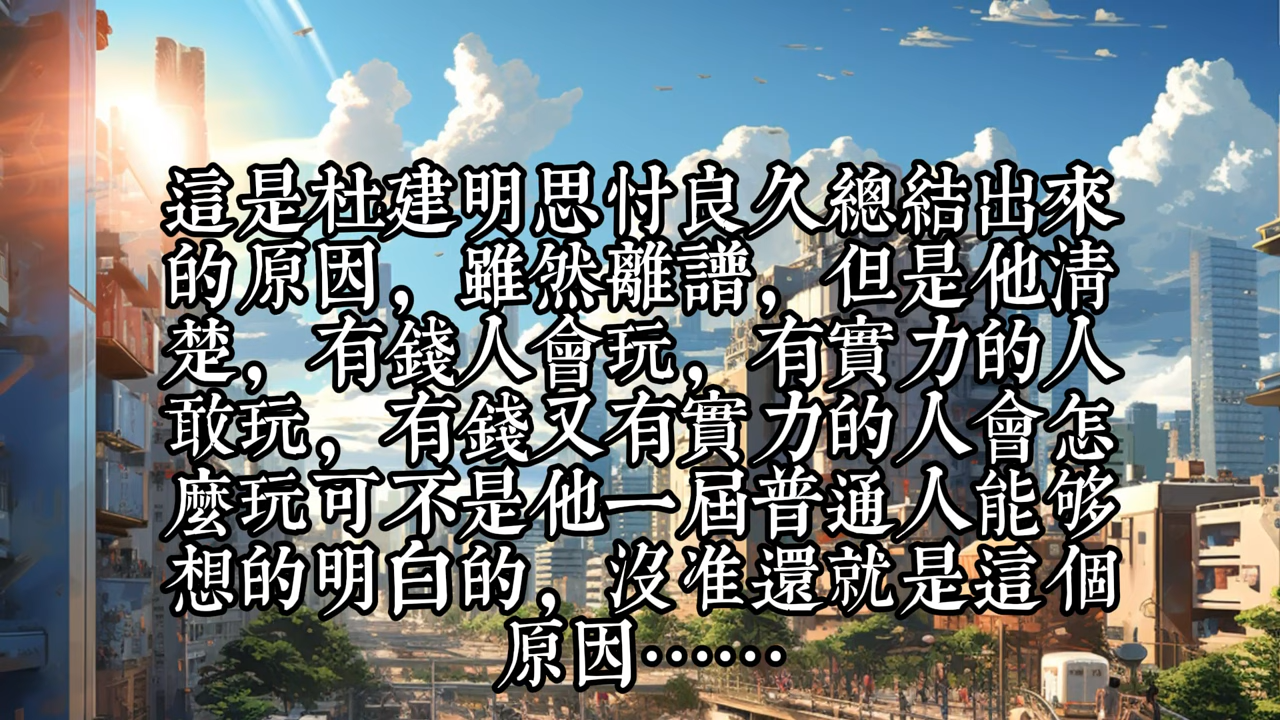 這是杜建明思忖良久總結出來
的原因，雖然離譜，但是他清
楚，有錢人會玩，有實力的人
敢玩，有錢又有實力的人會怎
麼玩可不是他一屆普通人能够
想的明白的，沒准還就是這個
原因……